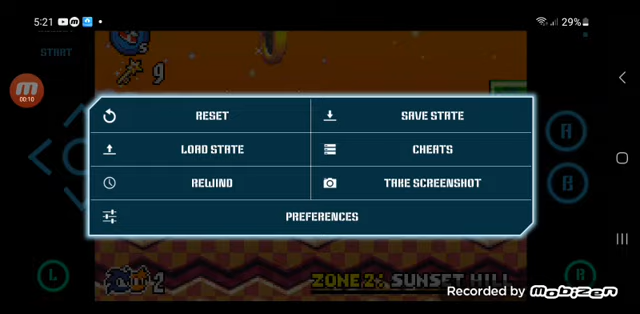 5:21
29%
START
S
9
00:10
RESET
SAVE STATE
LOAD STATE
CHEATS
REWIND
TAKE SCREENSHOT
PREFERENCES
A
B
L
R
2
ZONE 2: SUNSET HILL
Recorded by mobizen